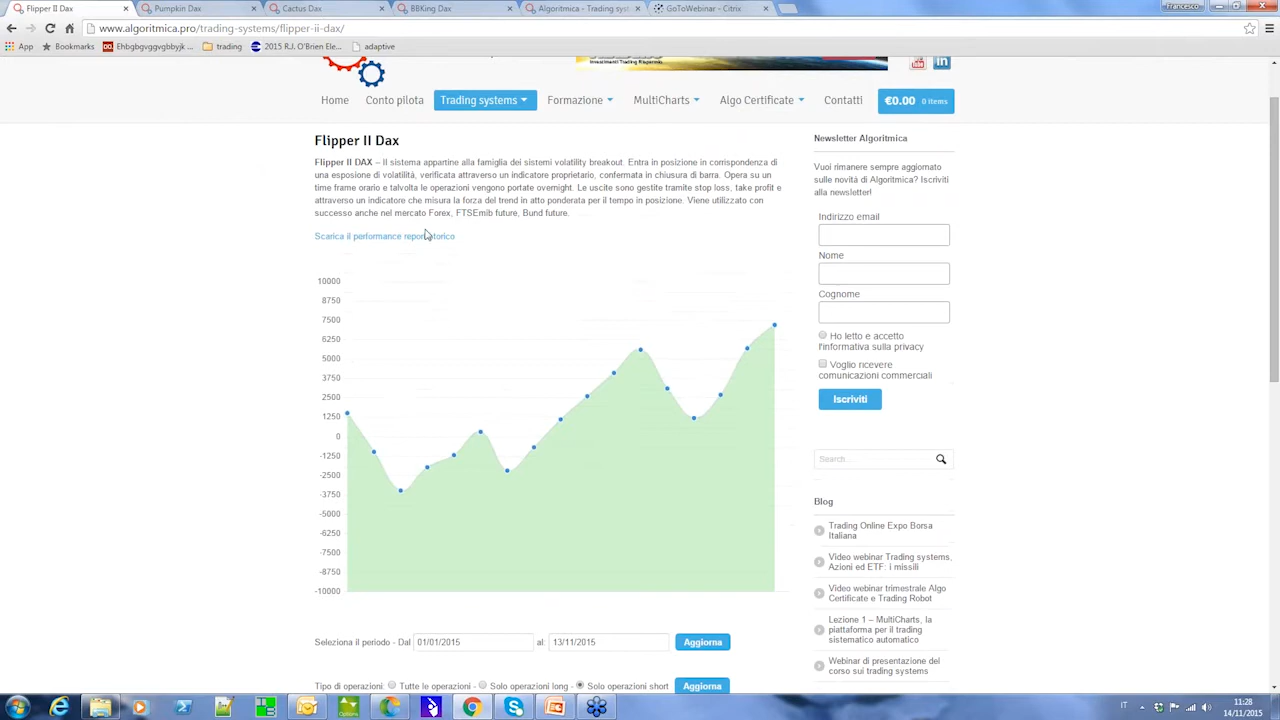 Flipper II Dax
Pumpkin Dax
Cactus Dax
BBKing Dax
Algoritmica - Trading sys
GoToWebinar - Citrix
Francesco
www.algoritmica.pro/trading-systems/flipper-ii-dax/
App
Bookmarks
Ehbgbgvggvgbbyjk ...
trading
2015 R.J. O'Brien Ele...
adaptive
Investimenti Trading Risparmio
Home
Conto pilota
Trading systems
Formazione
MultiCharts
Algo Certificate
Contatti
€0.00 0 items
Flipper II Dax
Flipper II DAX – Il sistema appartine alla famiglia dei sistemi volatility breakout. Entra in posizione in corrispondenza di
una esposione di volatilità, verificata attraverso un indicatore proprietario, confermata in chiusura di barra. Opera su un
time frame orario e talvolta le operazioni vengono portate overnight. Le uscite sono gestite tramite stop loss, take profit e
attraverso un indicatore che misura la forza del trend in atto ponderata per il tempo in posizione. Viene utilizzato con
successo anche nel mercato Forex, FTSEmib future, Bund future.
Scarica il performance report storico
10000
8750
7500
6250
5000
3750
2500
1250
0
-1250
-2500
-3750
-5000
-6250
-7500
-8750
-10000
Seleziona il periodo - Dal 01/01/2015 al: 13/11/2015 Aggiorna
Tipo di operazioni: Tutte le operazioni - Solo operazioni long - Solo operazioni short Aggiorna
Newsletter Algoritmica
Vuoi rimanere sempre aggiornato
sulle novità di Algoritmica? Iscriviti
alla newsletter!
Indirizzo email
Nome
Cognome
Ho letto e accetto
l'informativa sulla privacy
Voglio ricevere
comunicazioni commerciali
Iscriviti
Search...
Blog
Trading Online Expo Borsa
Italiana
Video webinar Trading systems,
Azioni ed ETF: i missili
Video webinar trimestrale Algo
Certificate e Trading Robot
Lezione 1 – MultiCharts, la
piattaforma per il trading
sistematico automatico
Webinar di presentazione del
corso sui trading systems
IT
11:28
14/11/2015